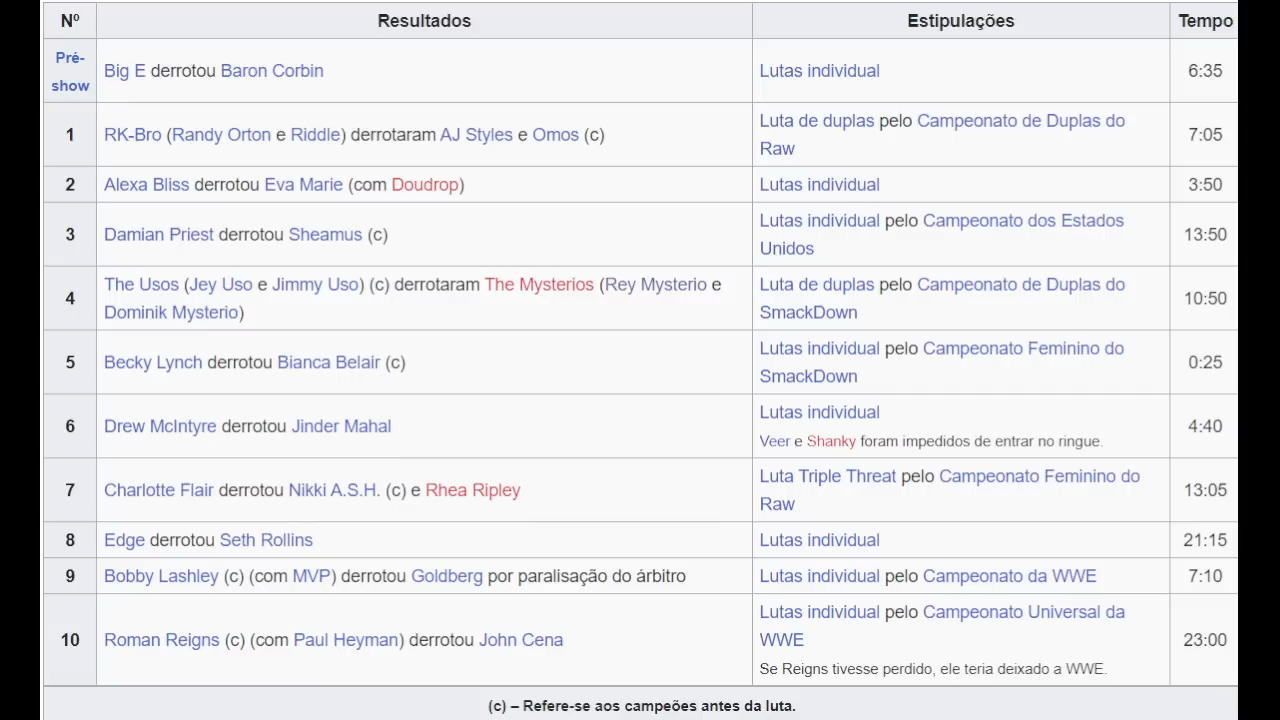 Nº Resultados Estipulações Tempo
Pré-
show
Big E derrotou Baron Corbin
Lutas individual
6:35
1
RK-Bro (Randy Orton e Riddle) derrotaram AJ Styles e Omos (c)
Luta de duplas pelo Campeonato de Duplas do
Raw
7:05
2
Alexa Bliss derrotou Eva Marie (com Doudrop)
Lutas individual
3:50
3
Damian Priest derrotou Sheamus (c)
Lutas individual pelo Campeonato dos Estados
Unidos
13:50
4
The Usos (Jey Uso e Jimmy Uso) (c) derrotaram The Mysterios (Rey Mysterio e
Dominik Mysterio)
Luta de duplas pelo Campeonato de Duplas do
SmackDown
10:50
5
Becky Lynch derrotou Bianca Belair (c)
Lutas individual pelo Campeonato Feminino do
SmackDown
0:25
6
Drew McIntyre derrotou Jinder Mahal
Lutas individual
Veer e Shanky foram impedidos de entrar no ringue.
4:40
7
Charlotte Flair derrotou Nikki A.S.H. (c) e Rhea Ripley
Luta Triple Threat pelo Campeonato Feminino do
Raw
13:05
8
Edge derrotou Seth Rollins
Lutas individual
21:15
9
Bobby Lashley (c) (com MVP) derrotou Goldberg por paralisação do árbitro
Lutas individual pelo Campeonato da WWE
7:10
10
Roman Reigns (c) (com Paul Heyman) derrotou John Cena
Lutas individual pelo Campeonato Universal da
WWE
Se Reigns tivesse perdido, ele teria deixado a WWE.
23:00
(c) – Refere-se aos campeões antes da luta.